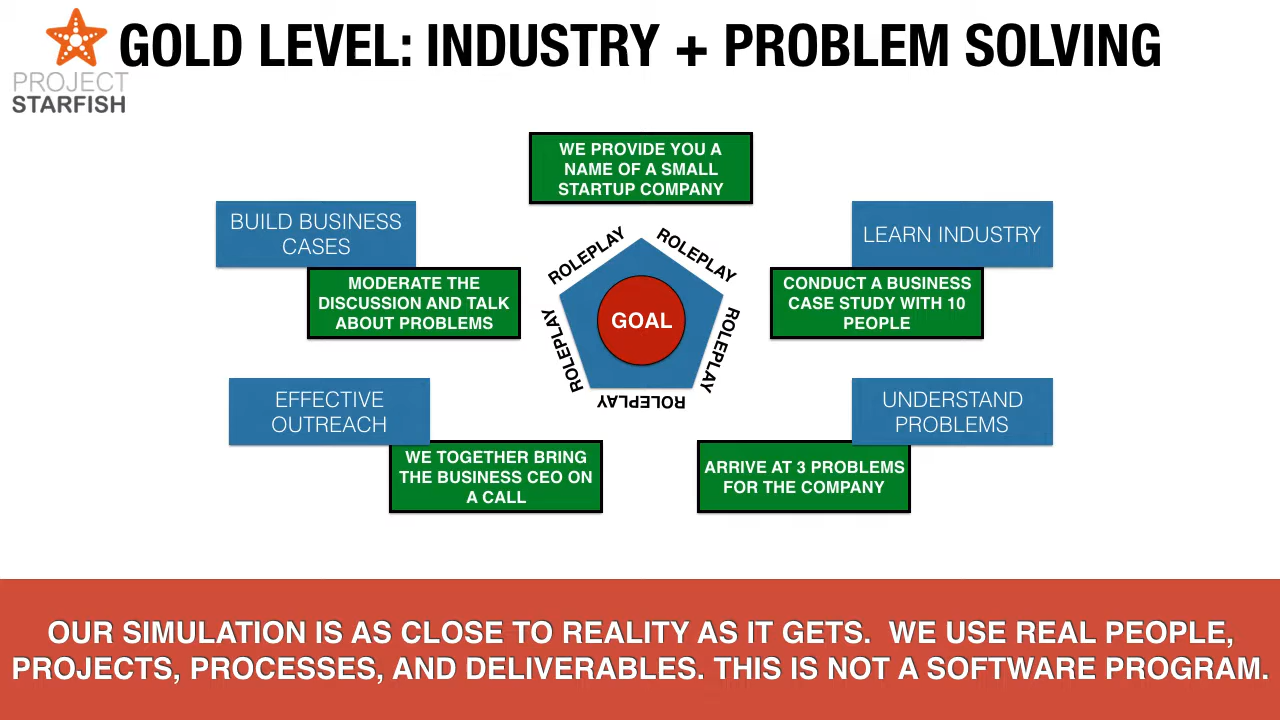 GOLD LEVEL: INDUSTRY + PROBLEM SOLVING
PROJECT
STARFISH
WE PROVIDE YOU A
NAME OF A SMALL
STARTUP COMPANY
BUILD BUSINESS
CASES
MODERATE THE
DISCUSSION AND TALK
ABOUT PROBLEMS
LEARN INDUSTRY
CONDUCT A BUSINESS
CASE STUDY WITH 10
PEOPLE
ROLEPLAY
ROLEPLAY
ROLEPLAY
ROLEPLAY
ROLEPLAY
GOAL
EFFECTIVE
OUTREACH
WE TOGETHER BRING
THE BUSINESS CEO ON
A CALL
UNDERSTAND
PROBLEMS
ARRIVE AT 3 PROBLEMS
FOR THE COMPANY
OUR SIMULATION IS AS CLOSE TO REALITY AS IT GETS.  WE USE REAL PEOPLE,
PROJECTS, PROCESSES, AND DELIVERABLES. THIS IS NOT A SOFTWARE PROGRAM.